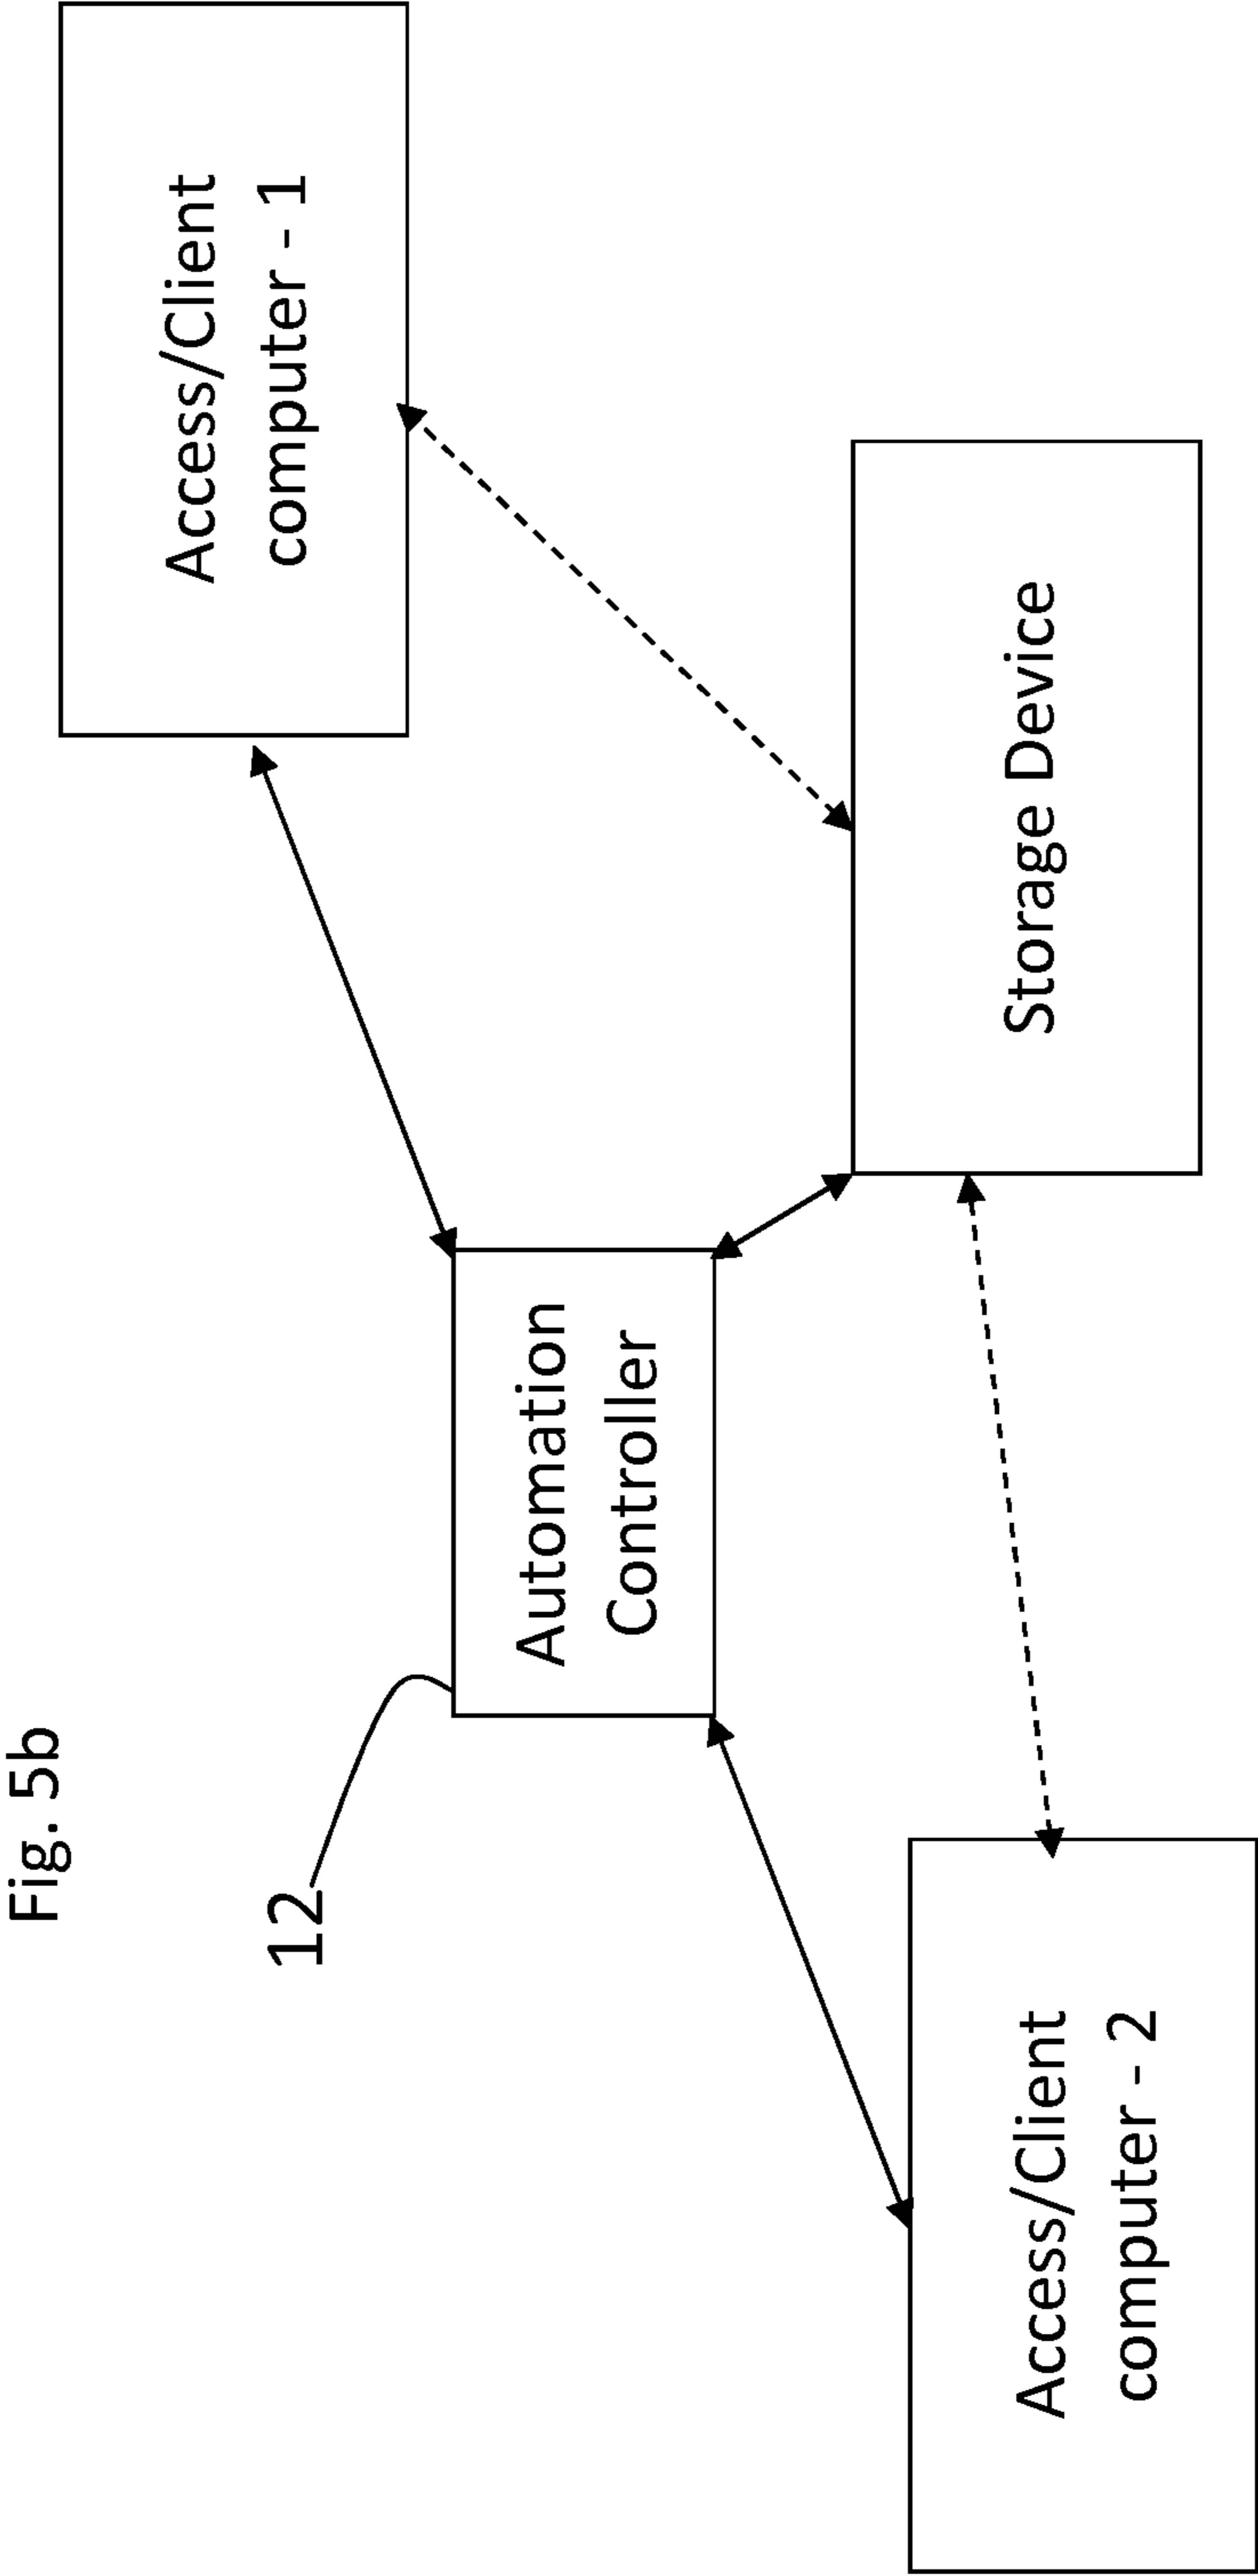 Fig. 5b
12
Automation
Controller
Access/Client
computer - 1
Access/Client
computer - 2
Storage Device